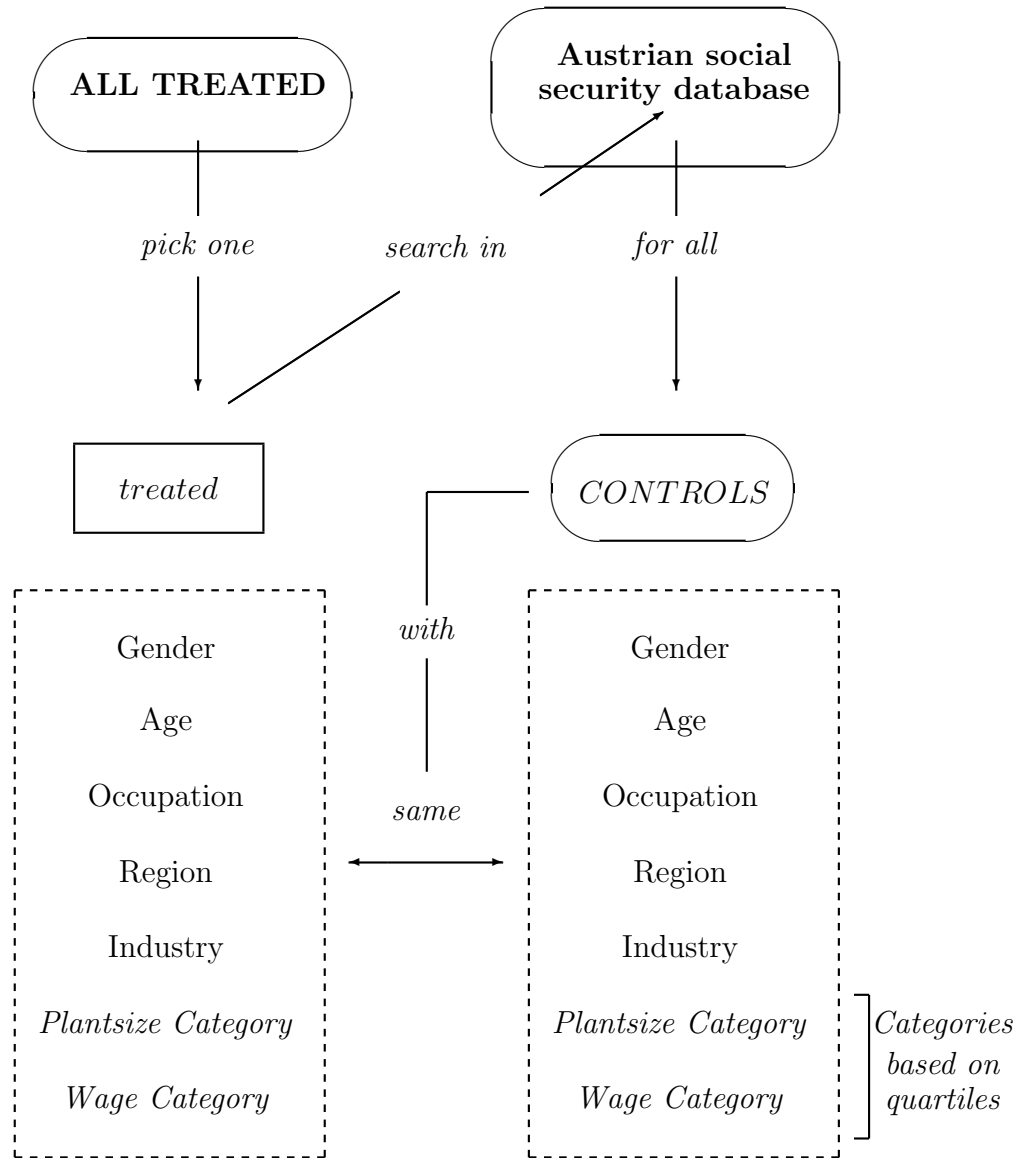 ALL TREATED
Austrian social
security database
pick one
search in
for all
treated
CONTROLS
with
same
Gender
Age
Occupation
Region
Industry
Plantsize Category
Wage Category
Gender
Age
Occupation
Region
Industry
Plantsize Category
Wage Category
Categories
based on
quartiles